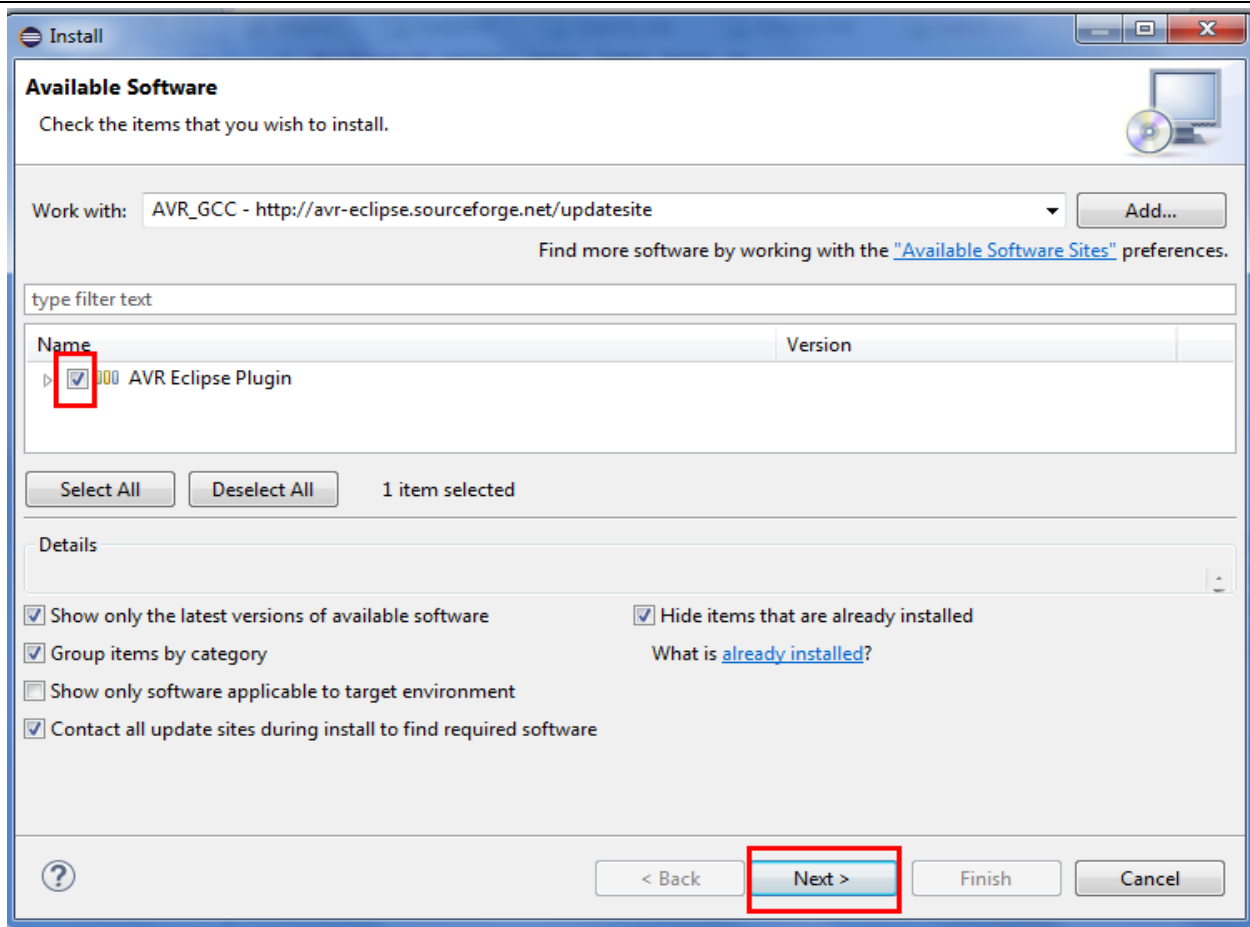 Install
Available Software
Check the items that you wish to install.
Work with: AVR_GCC - http://avr-eclipse.sourceforge.net/updatesite Add...
Find more software by working with the "Available Software Sites" preferences.
type filter text
Name Version
AVR Eclipse Plugin
Select All Deselect All 1 item selected
Details
Show only the latest versions of available software Hide items that are already installed
Group items by category What is already installed?
Show only software applicable to target environment
Contact all update sites during install to find required software
? < Back Next > Finish Cancel